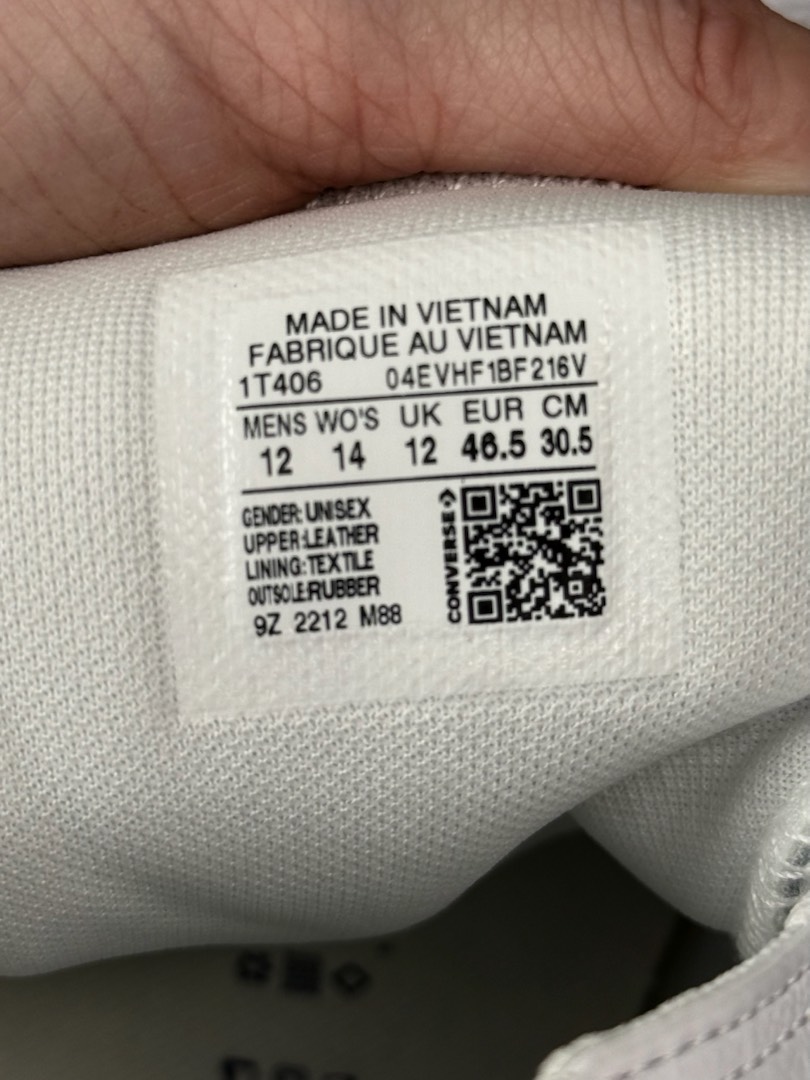 MADE IN VIETNAM
FABRIQUE AU VIETNAM
1T406 04EVHF1BF216V
MENS WO'S UK EUR CM
12 14 12 46.5 30.5
GENDER: UNISEX
UPPER:LEATHER
LINING:TEXTILE
OUTSOLE:RUBBER
9Z 2212 M88
CONVERSE